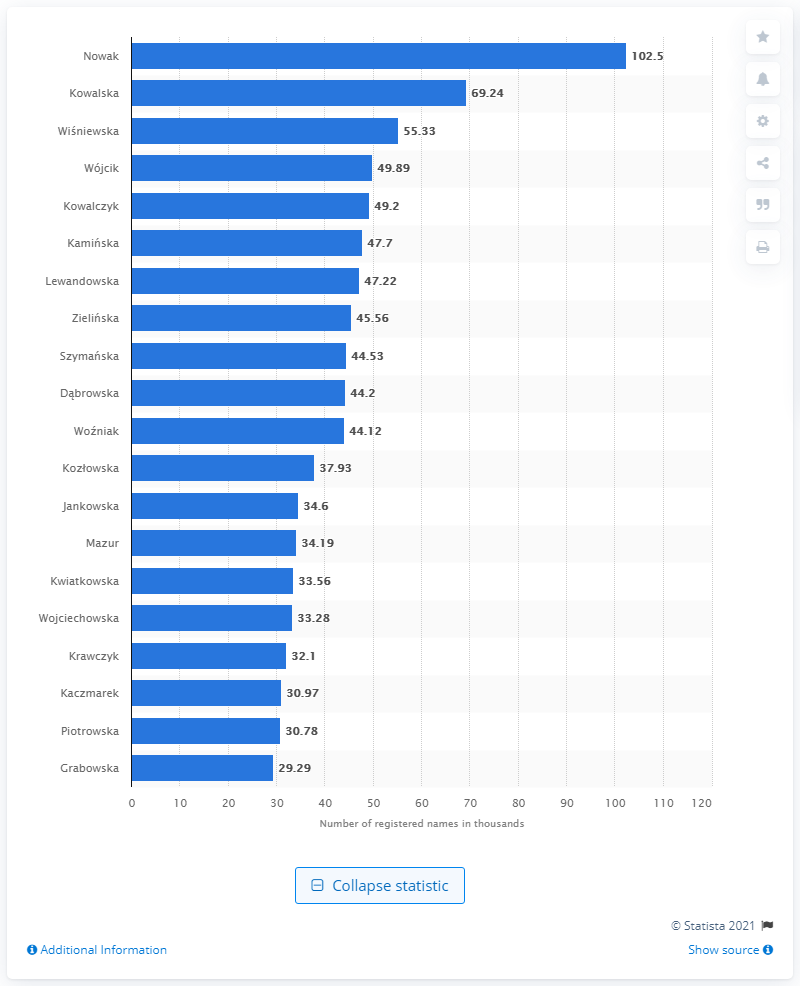 Nowak 102.5
Kowalska 69.24
Wiśniewska 55.33
Wójcik 49.89
Kowalczyk 49.2
Kamińska 47.7
Lewandowska 47.22
Zielińska 45.56
Szymańska 44.53
Dąbrowska 44.2
Woźniak 44.12
Kozłowska 37.93
Jankowska 34.6
Mazur 34.19
Kwiatkowska 33.56
Wojciechowska 33.28
Krawczyk 32.1
Kaczmarek 30.97
Piotrowska 30.78
Grabowska 29.29
0 10 20 30 40 50 60 70 80 90 100 110 120
Number of registered names in thousands
Collapse statistic
© Statista 2021
Additional Information Show source